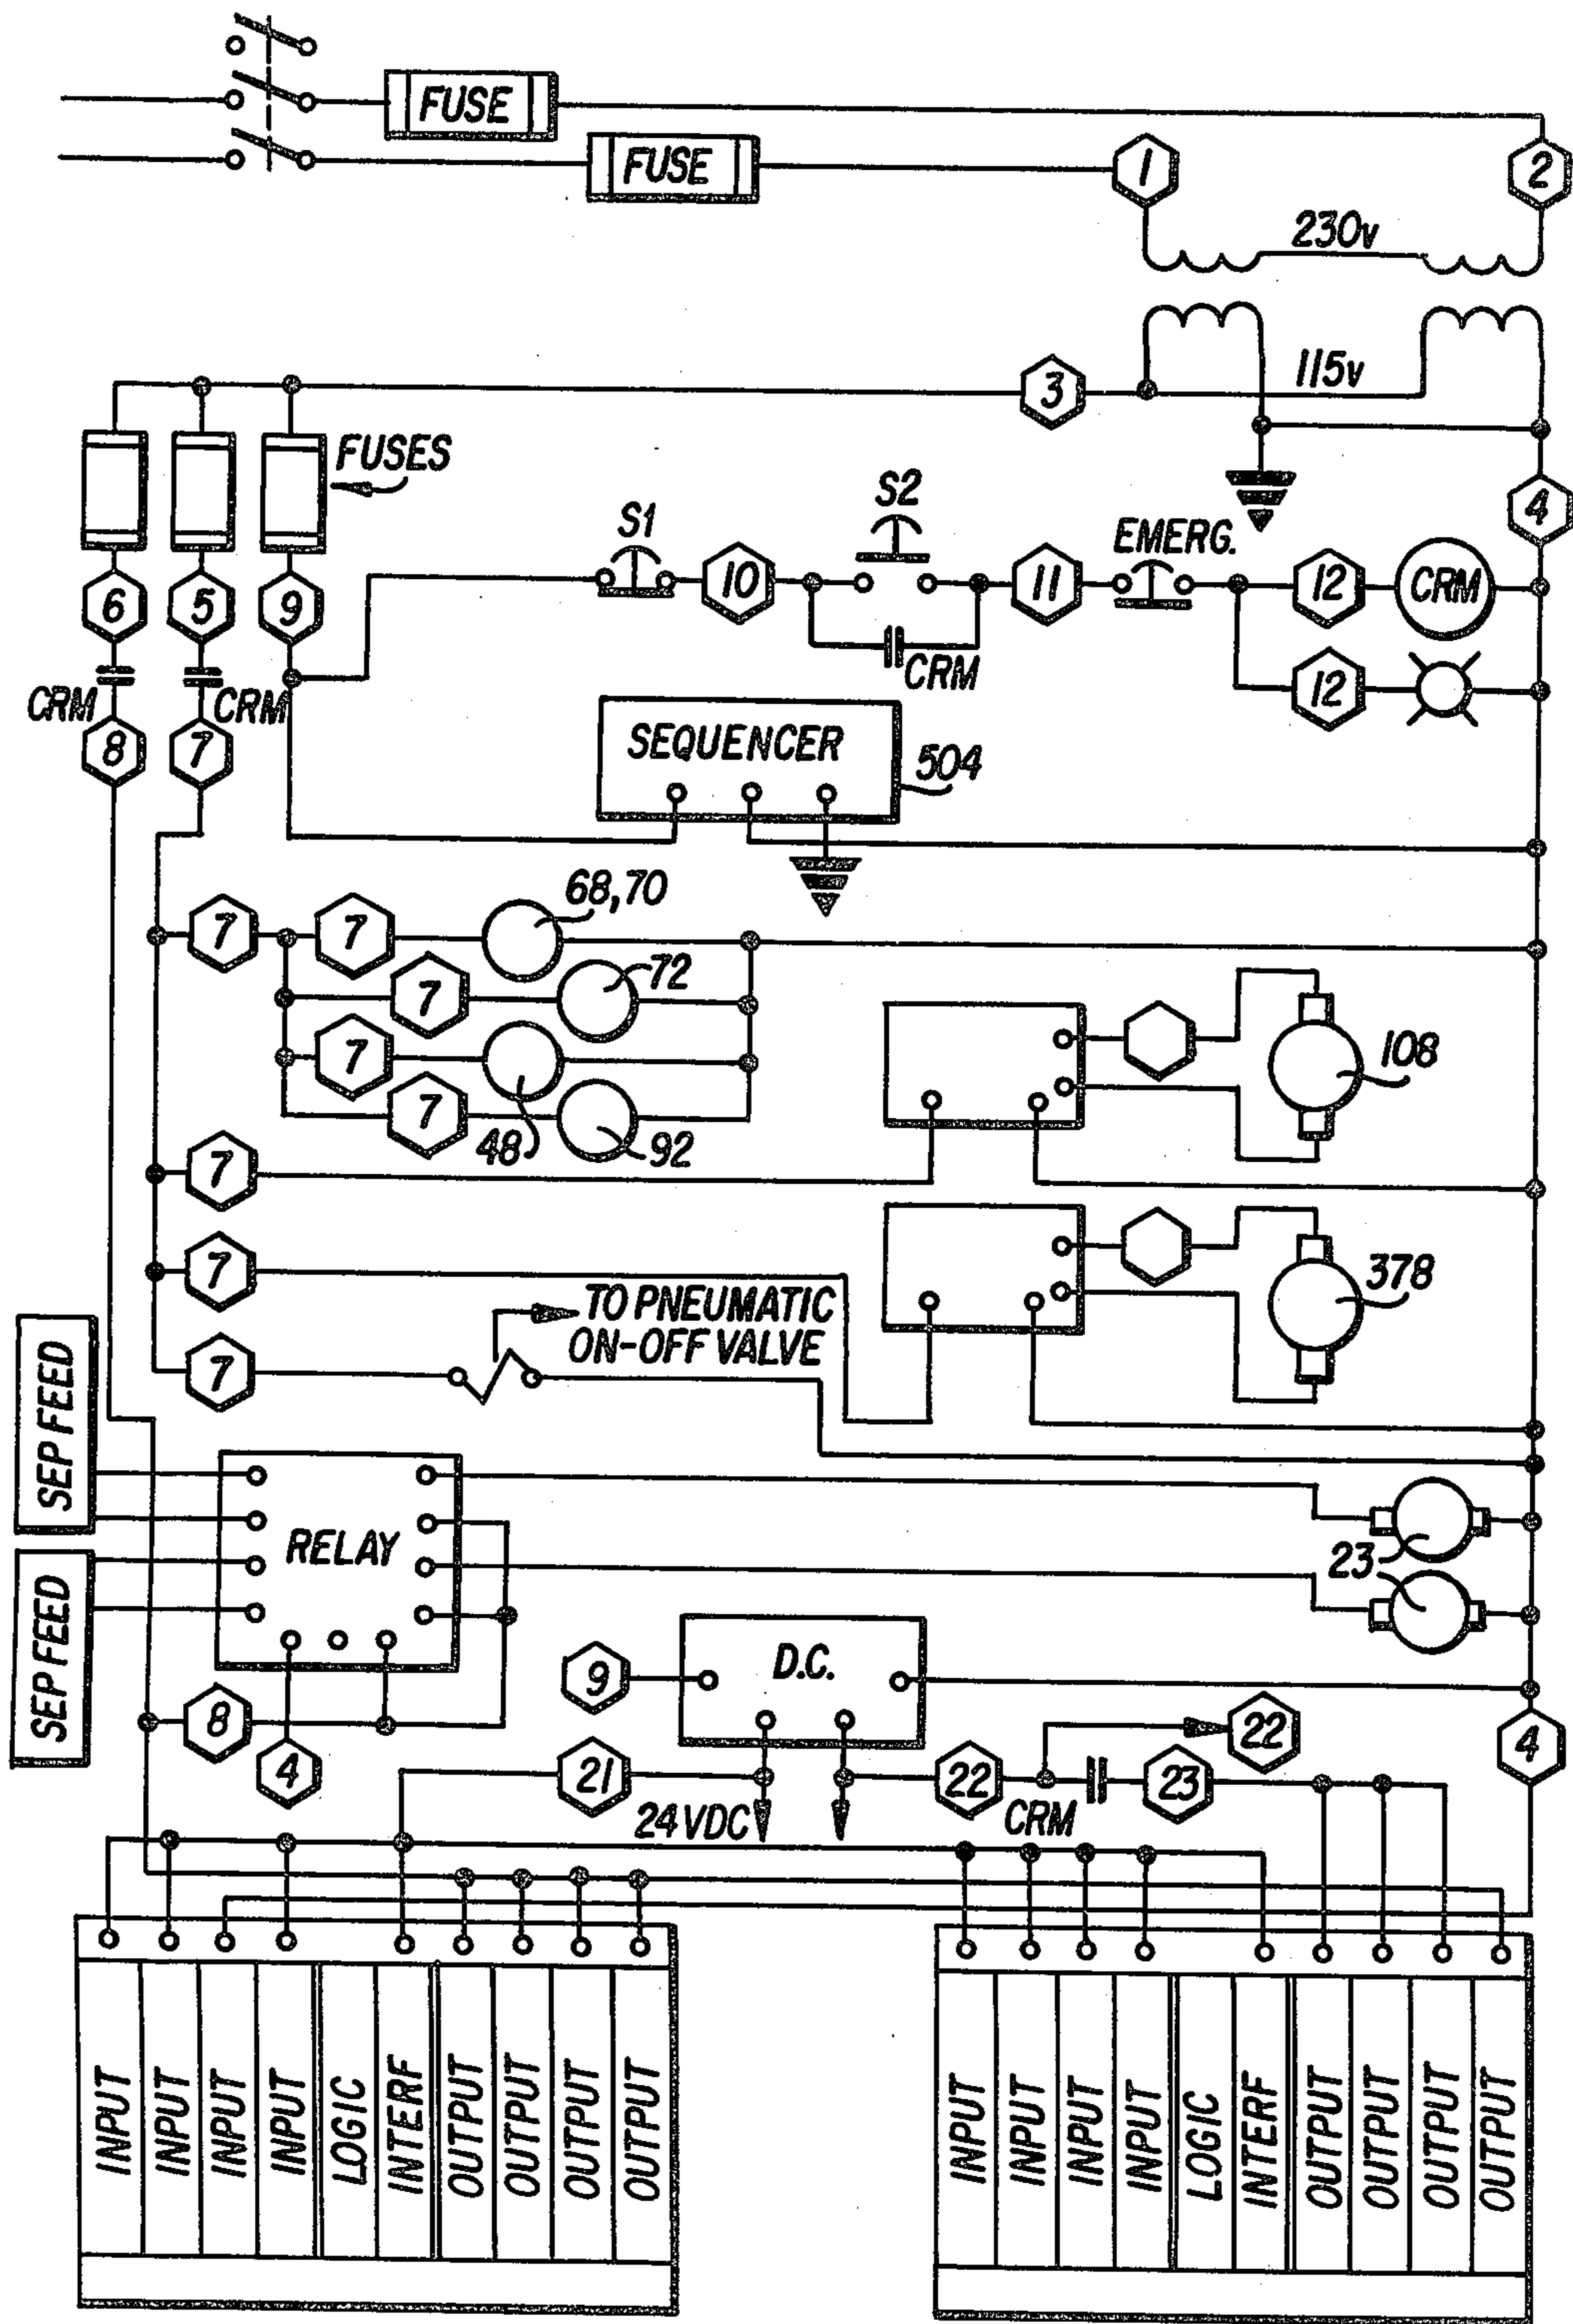 FUSE
FUSE
1
2
230v
115v
3
FUSES
S1
S2
EMERG.
4
6
5
9
10
11
12
CRM
CRM
12
CRM
CRM
8
7
SEQUENCER
504
68,70
7
7
7
72
7
7
48
92
108
7
7
378
TO PNEUMATIC
ON-OFF VALVE
7
SEP FEED
RELAY
23
SEP FEED
D.C.
9
8
4
21
22
22
23
4
24 VDC
CRM
INPUT
INPUT
INPUT
INPUT
LOGIC
INTERF
OUTPUT
OUTPUT
OUTPUT
OUTPUT
INPUT
INPUT
INPUT
INPUT
LOGIC
INTERF
OUTPUT
OUTPUT
OUTPUT
OUTPUT